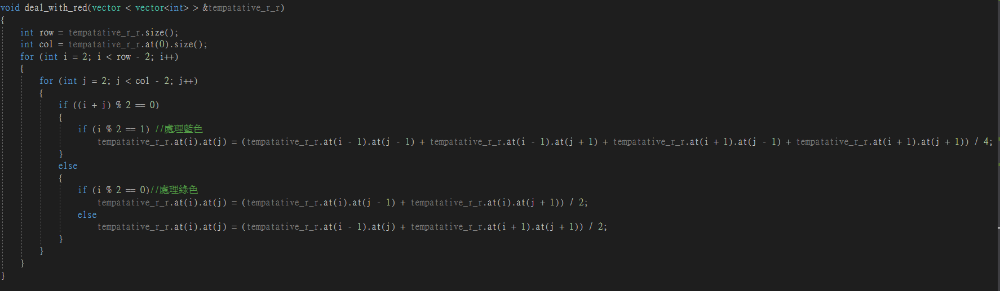 void deal_with_red(vector < vector<int> > &tempatative_r_r)
{
    int row = tempatative_r_r.size();
    int col = tempatative_r_r.at(0).size();
    for (int i = 2; i < row - 2; i++)
    {
        for (int j = 2; j < col - 2; j++)
        {
            if ((i + j) % 2 == 0)
            {
                if (i % 2 == 1) //處理藍色
                    tempatative_r_r.at(i).at(j) = (tempatative_r_r.at(i - 1).at(j - 1) + tempatative_r_r.at(i - 1).at(j + 1) + tempatative_r_r.at(i + 1).at(j - 1) + tempatative_r_r.at(i + 1).at(j + 1)) / 4;
            }
            else
            {
                if (i % 2 == 0)//處理綠色
                    tempatative_r_r.at(i).at(j) = (tempatative_r_r.at(i).at(j - 1) + tempatative_r_r.at(i).at(j + 1)) / 2;
                else
                    tempatative_r_r.at(i).at(j) = (tempatative_r_r.at(i - 1).at(j) + tempatative_r_r.at(i + 1).at(j + 1)) / 2;
            }
        }
    }
}